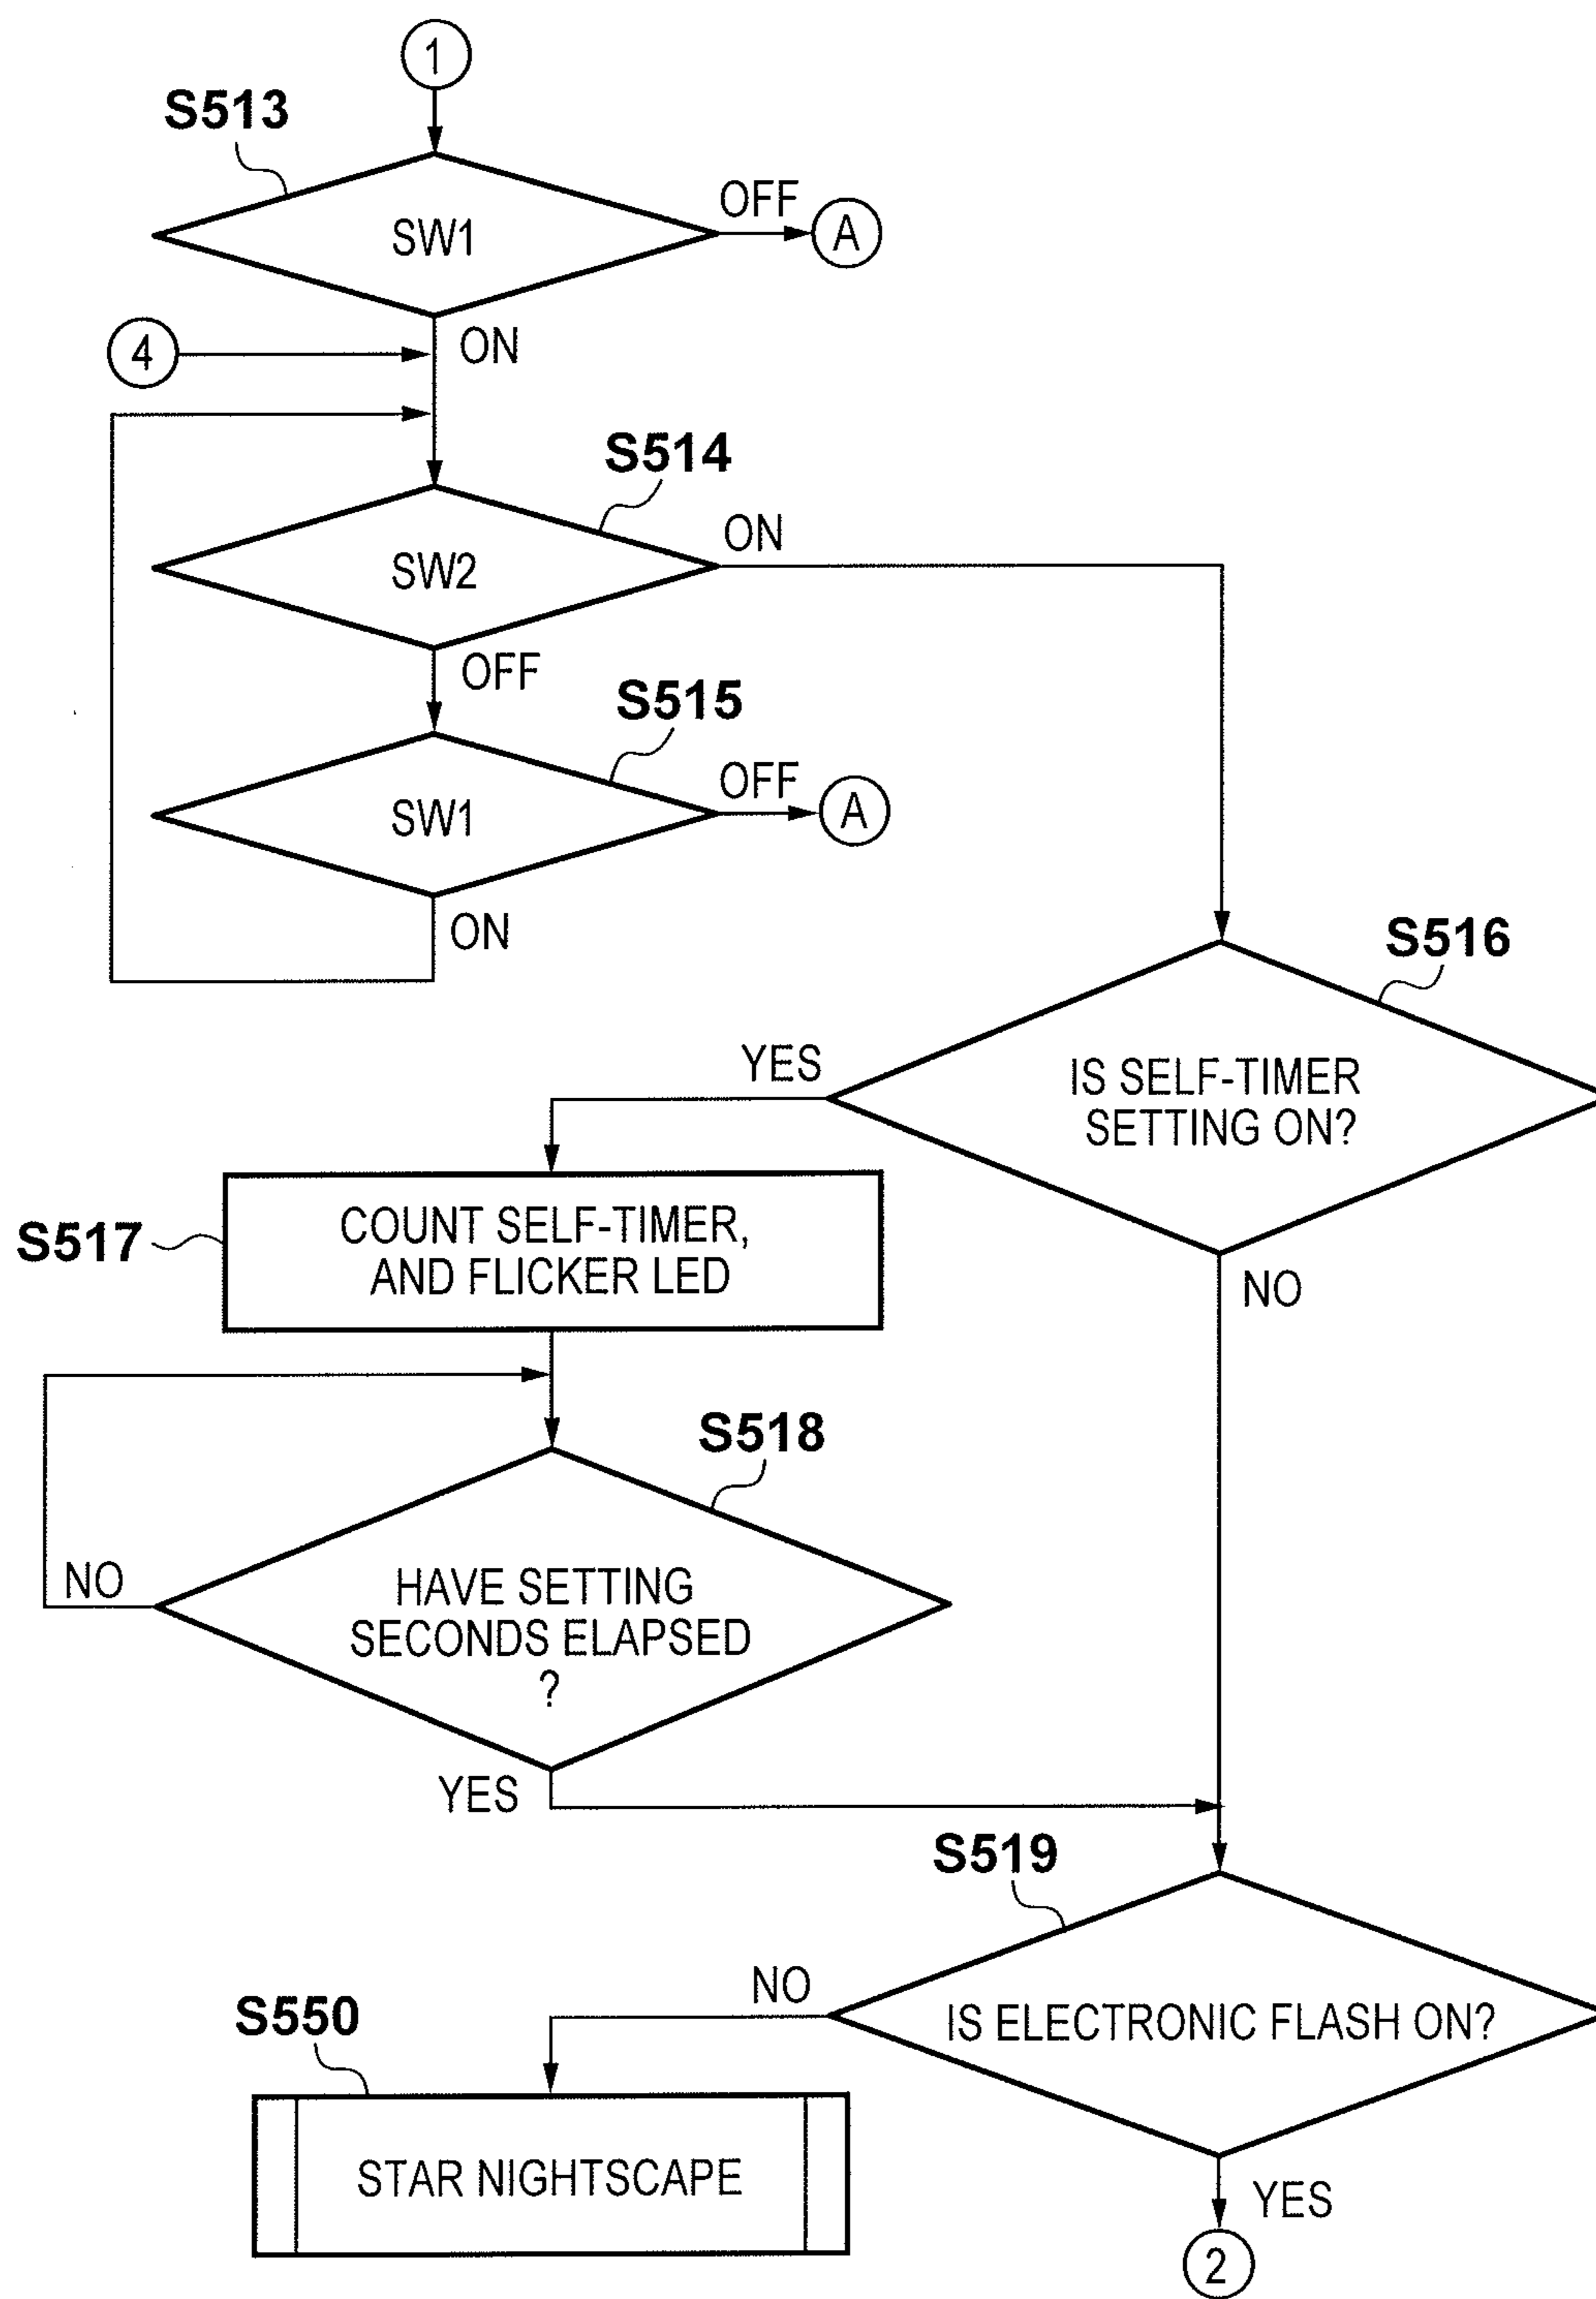 1
S513
SW1
OFF
A
ON
4
S514
SW2
ON
OFF
S515
SW1
OFF
A
ON
S516
IS SELF-TIMER
SETTING ON?
YES
NO
S517
COUNT SELF-TIMER,
AND FLICKER LED
S518
HAVE SETTING
SECONDS ELAPSED
?
NO
YES
S519
IS ELECTRONIC FLASH ON?
NO
YES
S550
STAR NIGHTSCAPE
2